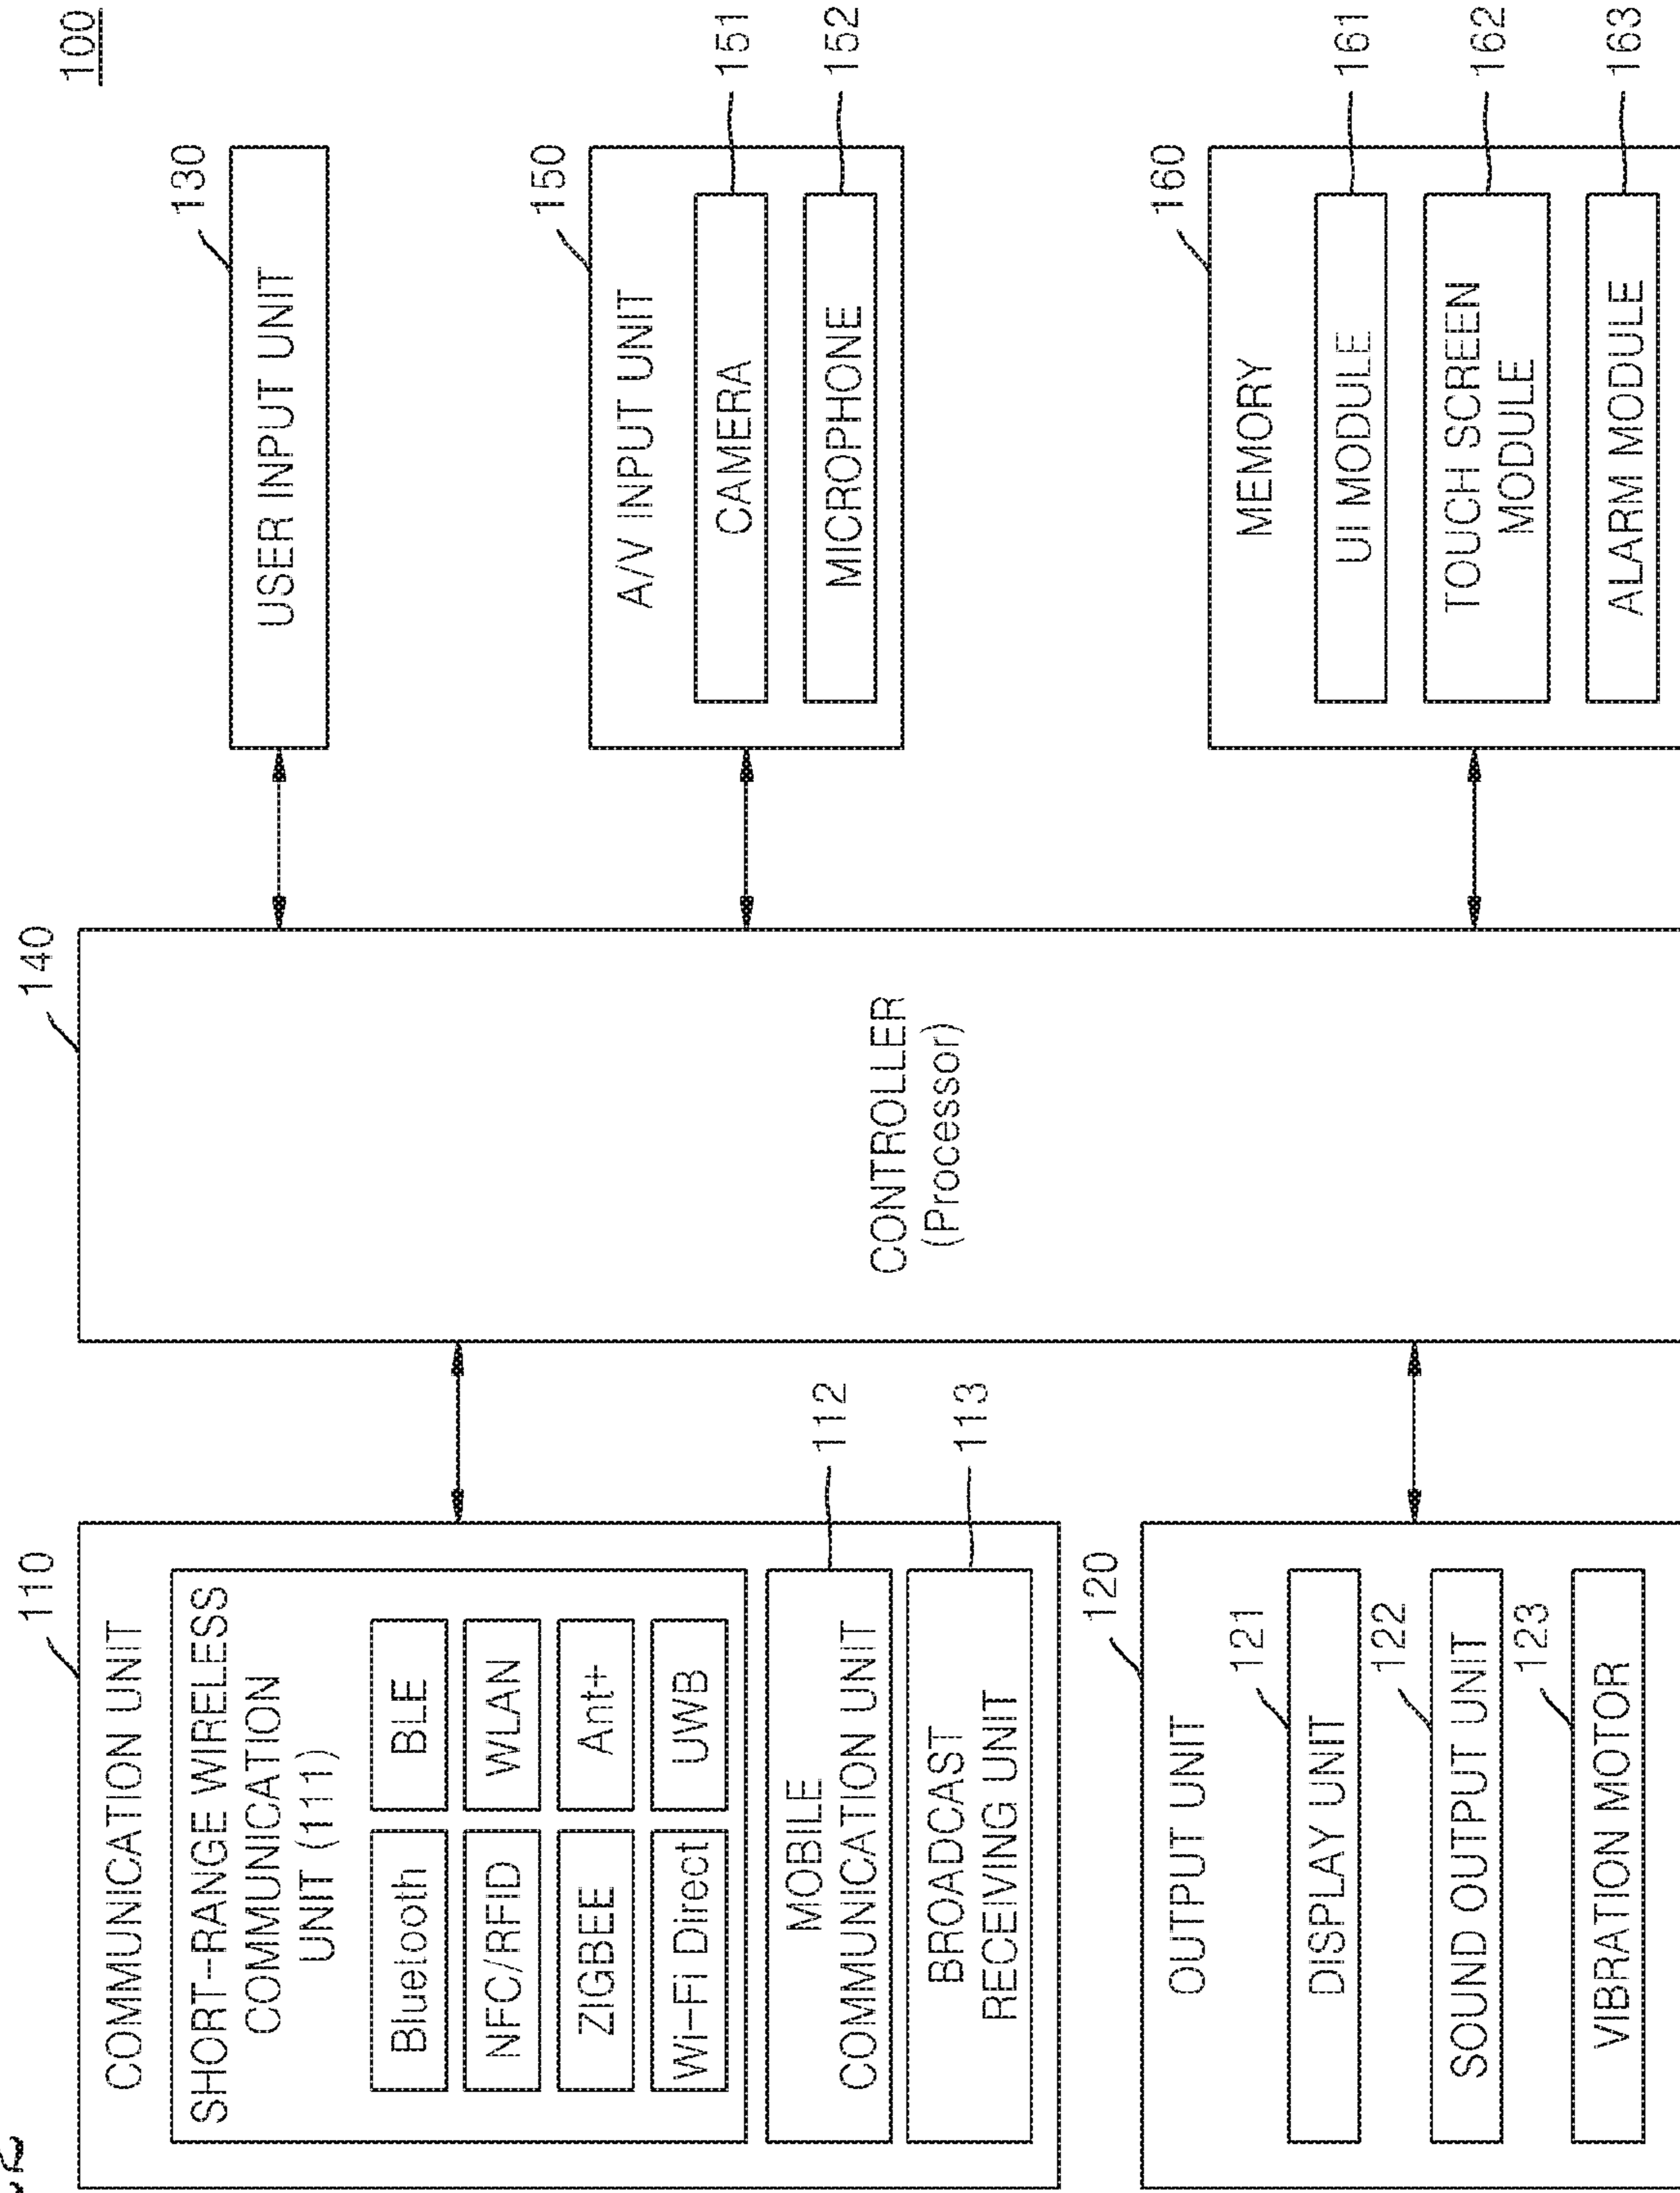 100
110
COMMUNICATION UNIT
SHORT-RANGE WIRELESS
COMMUNICATION
UNIT (111)
Bluetooth
BLE
NFC/RFID
WLAN
ZIGBEE
Ant+
Wi-Fi Direct
UWB
MOBILE
COMMUNICATION UNIT
112
BROADCAST
RECEIVING UNIT
113
120
OUTPUT UNIT
121
DISPLAY UNIT
122
SOUND OUTPUT UNIT
123
VIBRATION MOTOR
140
CONTROLLER
(Processor)
130
USER INPUT UNIT
150
A/V INPUT UNIT
CAMERA
151
MICROPHONE
152
160
MEMORY
UI MODULE
161
TOUCH SCREEN
MODULE
162
ALARM MODULE
163